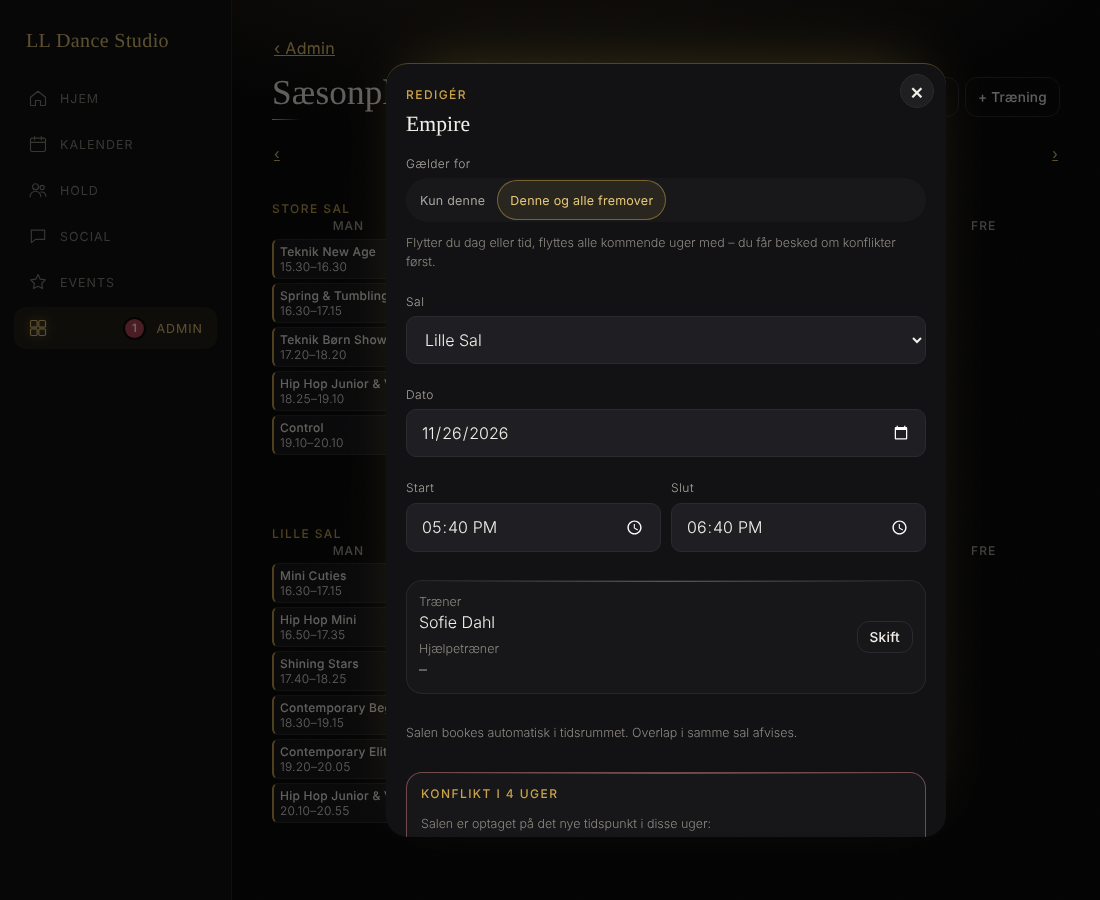 LL Dance Studio
HJEM
KALENDER
HOLD
SOCIAL
EVENTS
1 ADMIN
‹ Admin
+ Træning
‹
›
STORE SAL
MAN
FRE
Teknik New Age
15.30–16.30
Spring & Tumbling
16.30–17.15
Teknik Børn Show
17.20–18.20
Hip Hop Junior &
18.25–19.10
Control
19.10–20.10
LILLE SAL
MAN
FRE
Mini Cuties
16.30–17.15
Hip Hop Mini
16.50–17.35
Shining Stars
17.40–18.25
Contemporary
18.30–19.15
Contemporary
19.20–20.05
Hip Hop Junior &
20.10–20.55
REDIGÉR
Empire
Gælder for
Kun denne
Denne og alle fremover
Flytter du dag eller tid, flyttes alle kommende uger med – du får besked om konflikter
først.
Sal
Lille Sal
Dato
11/26/2026
Start
Slut
05:40 PM
06:40 PM
Træner
Sofie Dahl
Hjælpetræner
–
Skift
Salen bookes automatisk i tidsrummet. Overlap i samme sal afvises.
KONFLIKT I 4 UGER
Salen er optaget på det nye tidspunkt i disse uger: